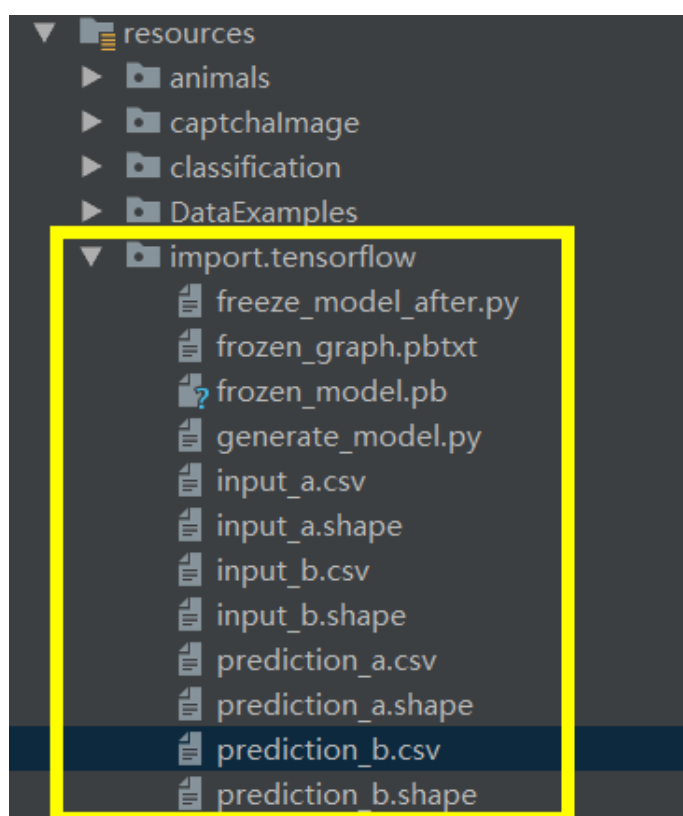 resources
animals
captchaImage
classification
DataExamples
import.tensorflow
freeze_model_after.py
frozen_graph.pbtxt
frozen_model.pb
generate_model.py
input_a.csv
input_a.shape
input_b.csv
input_b.shape
prediction_a.csv
prediction_a.shape
prediction_b.csv
prediction_b.shape